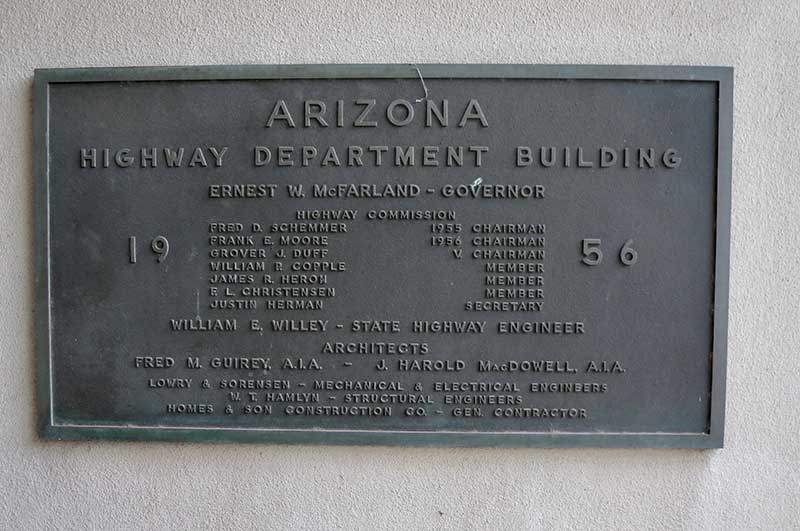 ARIZONA
HIGHWAY DEPARTMENT BUILDING
ERNEST W. McFARLAND - GOVERNOR
HIGHWAY COMMISSION
FRED D. SCHEMMER 1955 CHAIRMAN
FRANK E. MOORE 1956 CHAIRMAN
GROVER J. DUFF V. CHAIRMAN
19 56
WILLIAM P. COPPLE MEMBER
JAMES R. HERON MEMBER
F. L. CHRISTENSEN MEMBER
JUSTIN HERMAN SECRETARY
WILLIAM E. WILLEY - STATE HIGHWAY ENGINEER
ARCHITECTS
FRED M. GUIREY, A.I.A. - J. HAROLD MacDOWELL, A.I.A.
LOWRY & SORENSEN - MECHANICAL & ELECTRICAL ENGINEERS
W. T. HAMLYN - STRUCTURAL ENGINEERS
HOMES & SON CONSTRUCTION CO. - GEN. CONTRACTOR